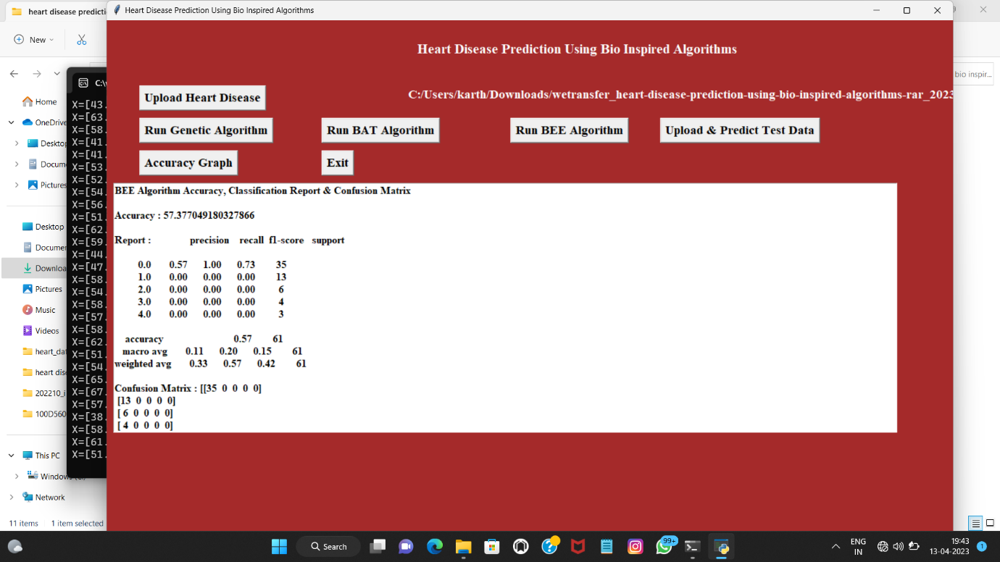 heart disease predicti
Heart Disease Prediction Using Bio Inspired Algorithms
New
bio inspir...
Home
OneDrive
Desktop
Docum
Pictures
Desktop
Documen
Downloa
Pictures
Music
Videos
heart_dat
heart dis
202210_i
100D560
This PC
Windows (C:)
Network
11 items 1 item selected
C:\
X=[43.
X=[63.
X=[58.
X=[41.
X=[41.
X=[53.
X=[52.
X=[54.
X=[56.
X=[51.
X=[62.
X=[59.
X=[44.
X=[47.
X=[58.
X=[54.
X=[58.
X=[57.
X=[58.
X=[62.
X=[51.
X=[54.
X=[65.
X=[67.
X=[57.
X=[38.
X=[58.
X=[61.
X=[51.
Heart Disease Prediction Using Bio Inspired Algorithms
Upload Heart Disease C:/Users/karth/Downloads/wetransfer_heart-disease-prediction-using-bio-inspired-algorithms-rar_2023
Run Genetic Algorithm Run BAT Algorithm Run BEE Algorithm Upload & Predict Test Data
Accuracy Graph Exit
BEE Algorithm Accuracy, Classification Report & Confusion Matrix
Accuracy : 57.377049180327866
Report : precision recall f1-score support
0.0 0.57 1.00 0.73 35
1.0 0.00 0.00 0.00 13
2.0 0.00 0.00 0.00 6
3.0 0.00 0.00 0.00 4
4.0 0.00 0.00 0.00 3
accuracy 0.57 61
macro avg 0.11 0.20 0.15 61
weighted avg 0.33 0.57 0.42 61
Confusion Matrix : [[35 0 0 0 0]
[13 0 0 0 0]
[ 6 0 0 0 0]
[ 4 0 0 0 0]
Search
99+
ENG
IN
19:43
13-04-2023
1